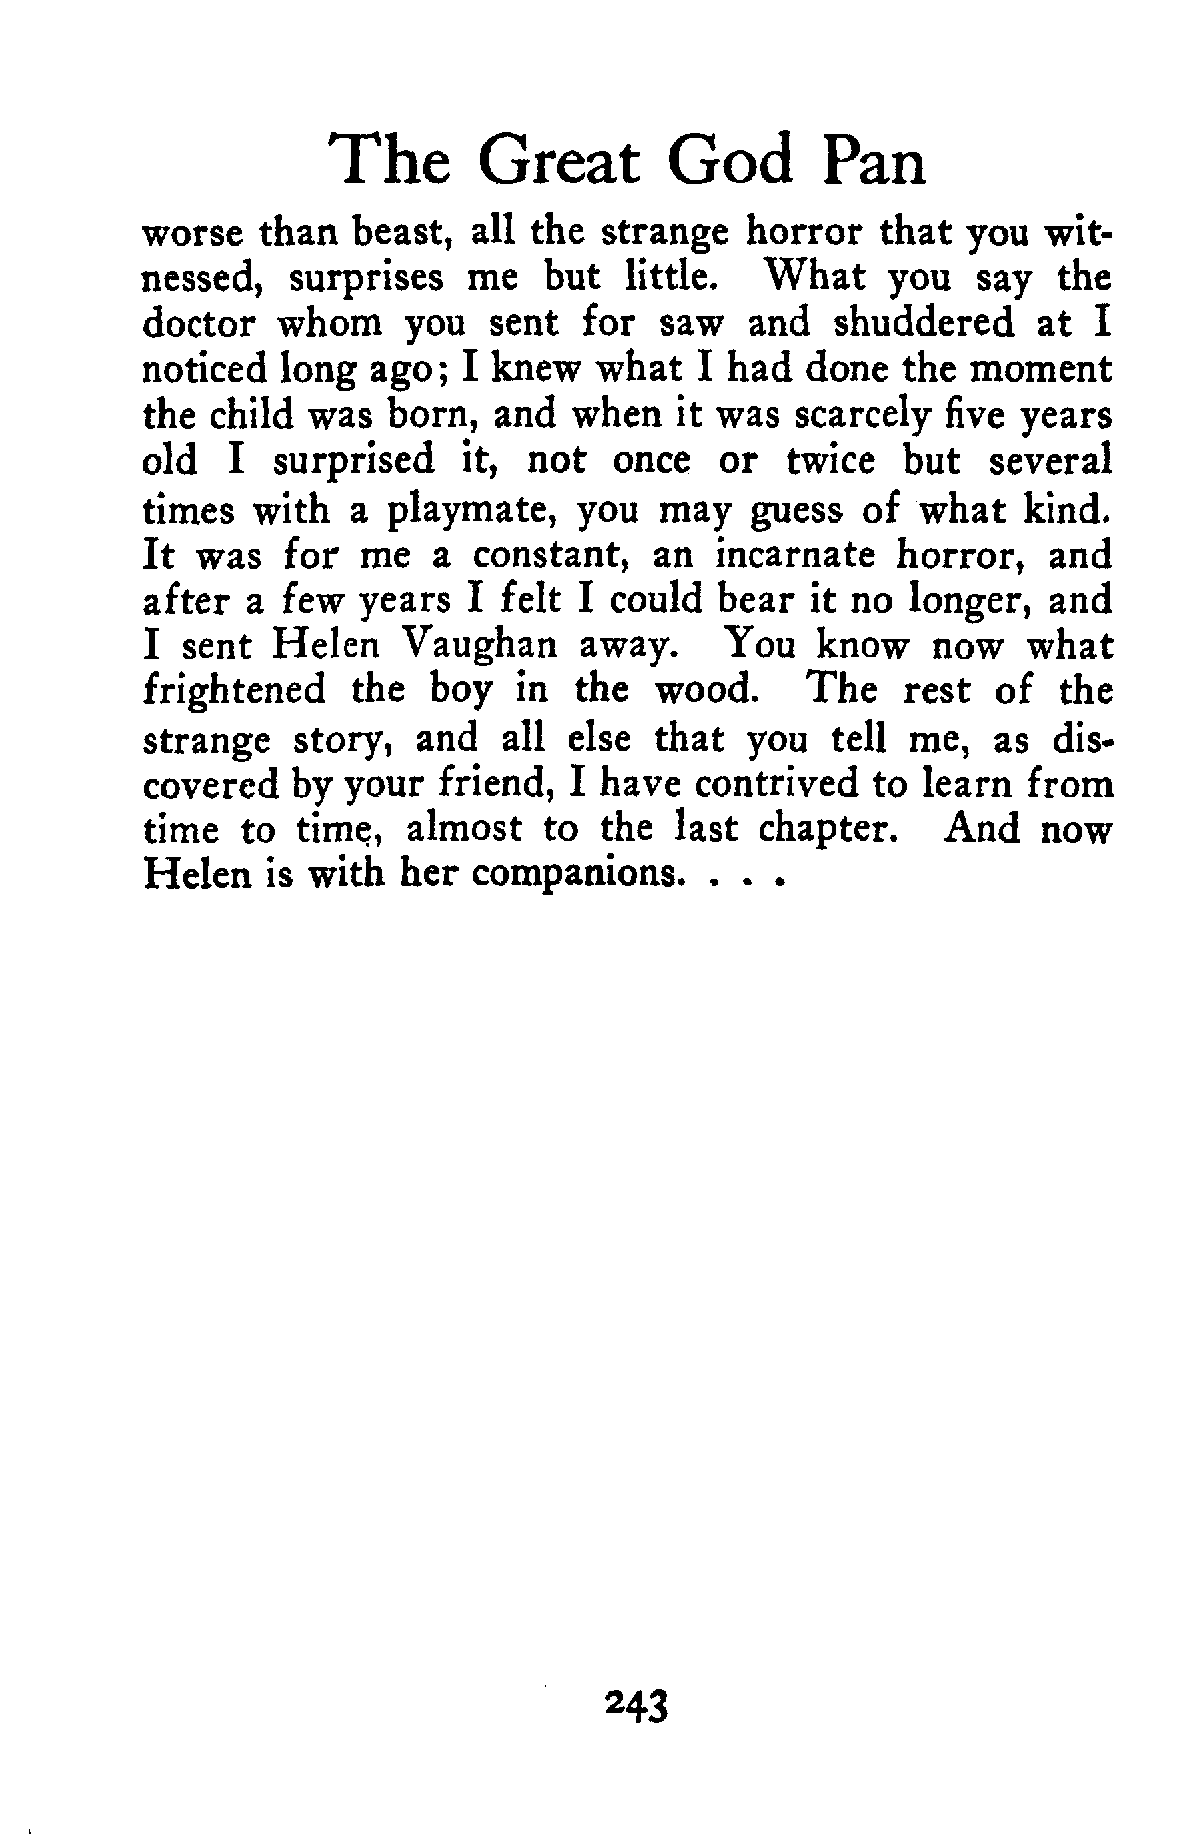 The Great God Pan
worse than beast, all the strange horror that you wit-
nessed, surprises me but little. What you say the
doctor whom you sent for saw and shuddered at I
noticed long ago; I knew what I had done the moment
the child was born, and when it was scarcely five years
old I surprised it, not once or twice but several
times with a playmate, you may guess of what kind.
It was for me a constant, an incarnate horror, and
after a few years I felt I could bear it no longer, and
I sent Helen Vaughan away. You know now what
frightened the boy in the wood. The rest of the
strange story, and all else that you tell me, as dis-
covered by your friend, I have contrived to learn from
time to time, almost to the last chapter. And now
Helen is with her companions. . . .
243